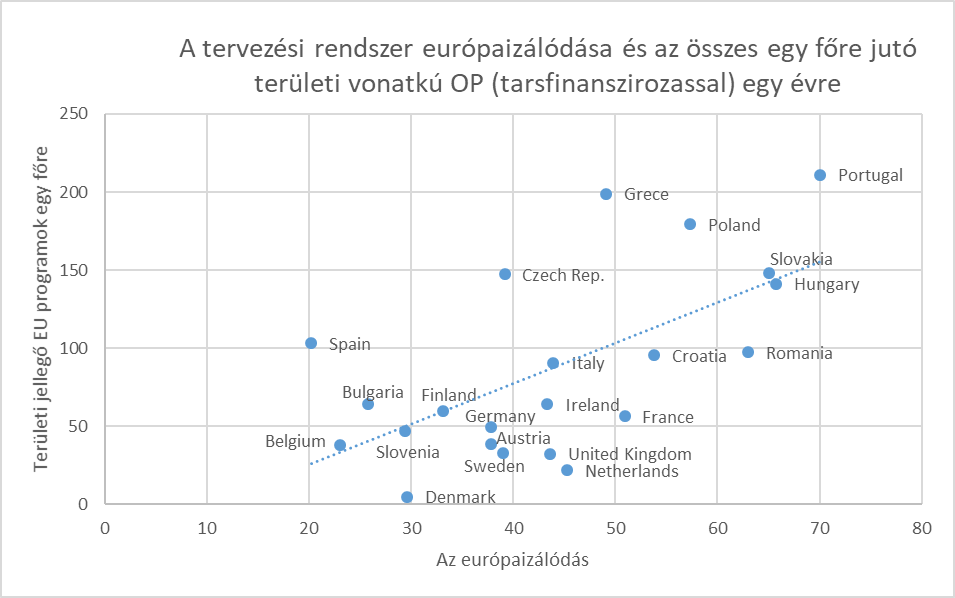 A tervezési rendszer európaizálódása és az összes egy főre jutó
területi vonatkú OP (tarsfinanszirozassal) egy évre
Területi jellegő EU programok egy főre
250
200
150
100
50
0
Portugal
Grece
Poland
Slovakia
Czech Rep.
Hungary
Spain
Croatia
Romania
Italy
Bulgaria
Finland
Ireland
Germany
France
Belgium
Austria
Slovenia
United Kingdom
Sweden
Netherlands
Denmark
0 10 20 30 40 50 60 70 80
Az európaizálódás